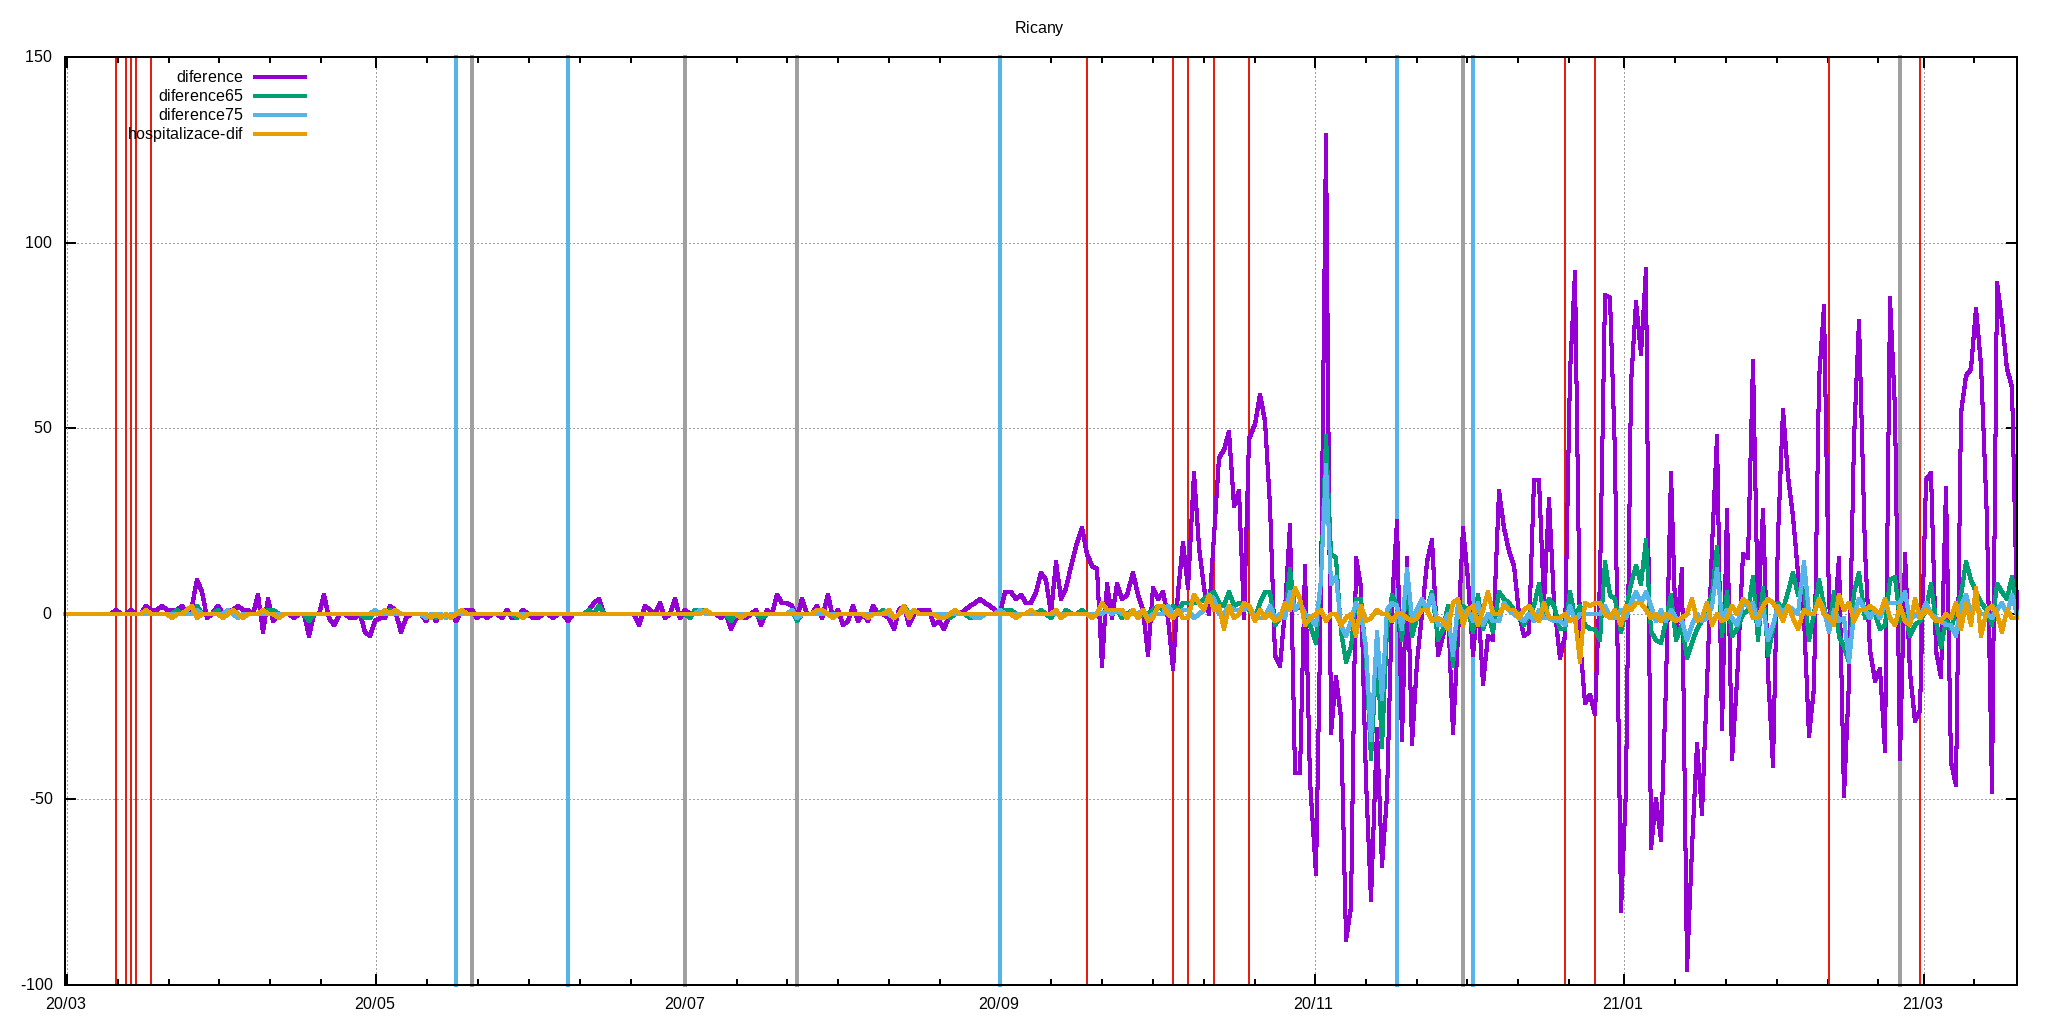 Ricany
150
diference
diference65
diference75
hospitalizace-dif
100
50
0
-50
-100
20/03 20/05 20/07 20/09 20/11 21/01 21/03